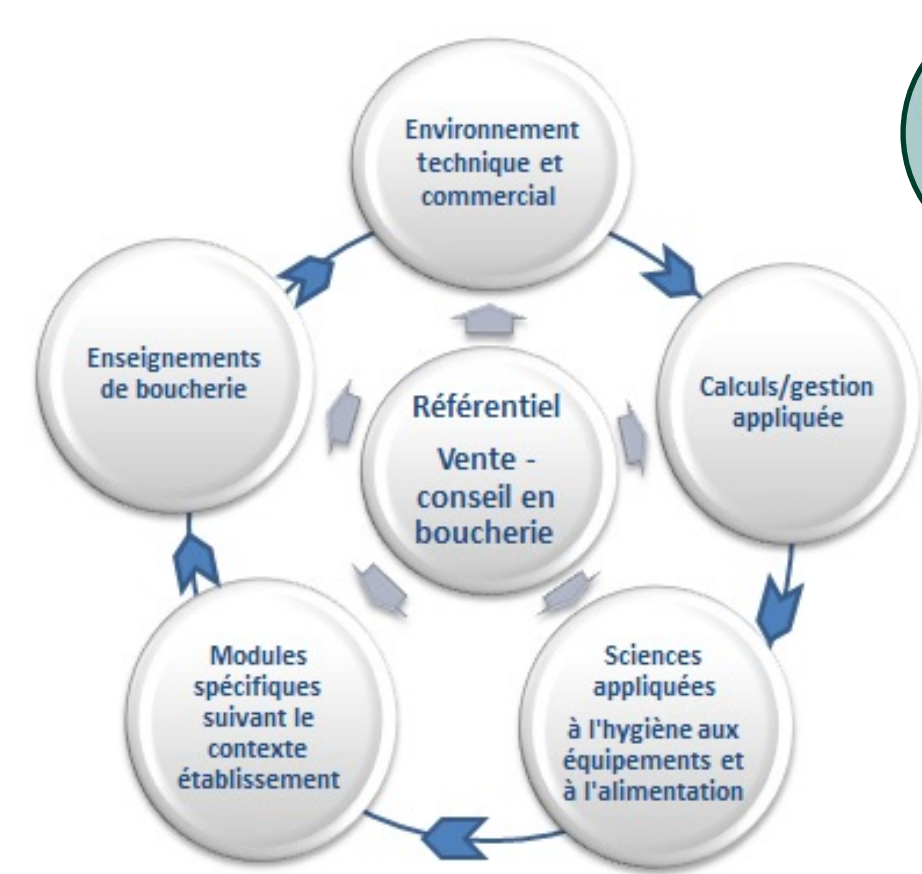 Environnement
technique et
commercial
Calculs/gestion
appliquée
Sciences
appliquées
à l'hygiène aux
équipements et
à l'alimentation
Modules
spécifiques
suivant le
contexte
établissement
Enseignements
de boucherie
Référentiel
Vente -
conseil en
boucherie